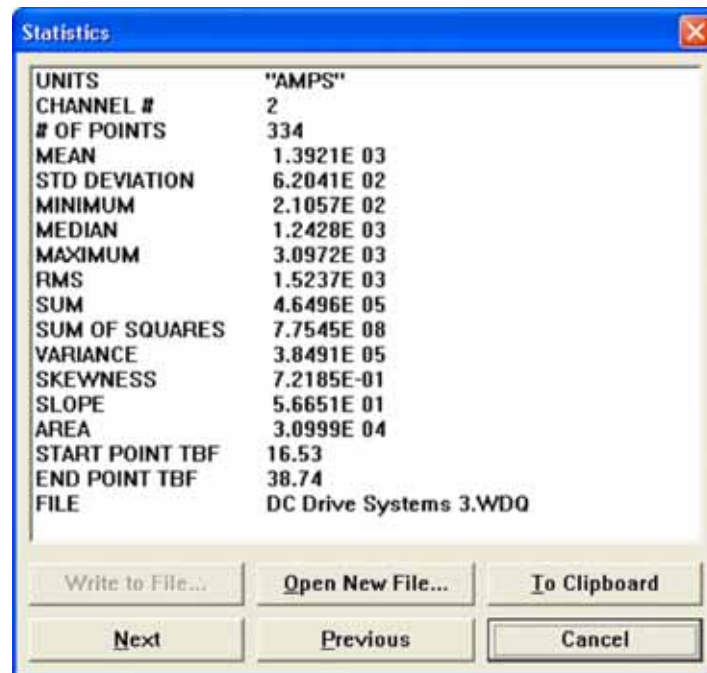 Statistics
UNITS "AMPS"
CHANNEL # 2
# OF POINTS 334
MEAN 1.3921E 03
STD DEVIATION 6.2041E 02
MINIMUM 2.1057E 02
MEDIAN 1.2428E 03
MAXIMUM 3.0972E 03
RMS 1.5237E 03
SUM 4.6496E 05
SUM OF SQUARES 7.7545E 08
VARIANCE 3.8491E 05
SKEWNESS 7.2185E-01
SLOPE 5.6651E 01
AREA 3.0999E 04
START POINT TBF 16.53
END POINT TBF 38.74
FILE DC Drive Systems 3.WDQ
Write to File... Open New File... To Clipboard
Next Previous Cancel